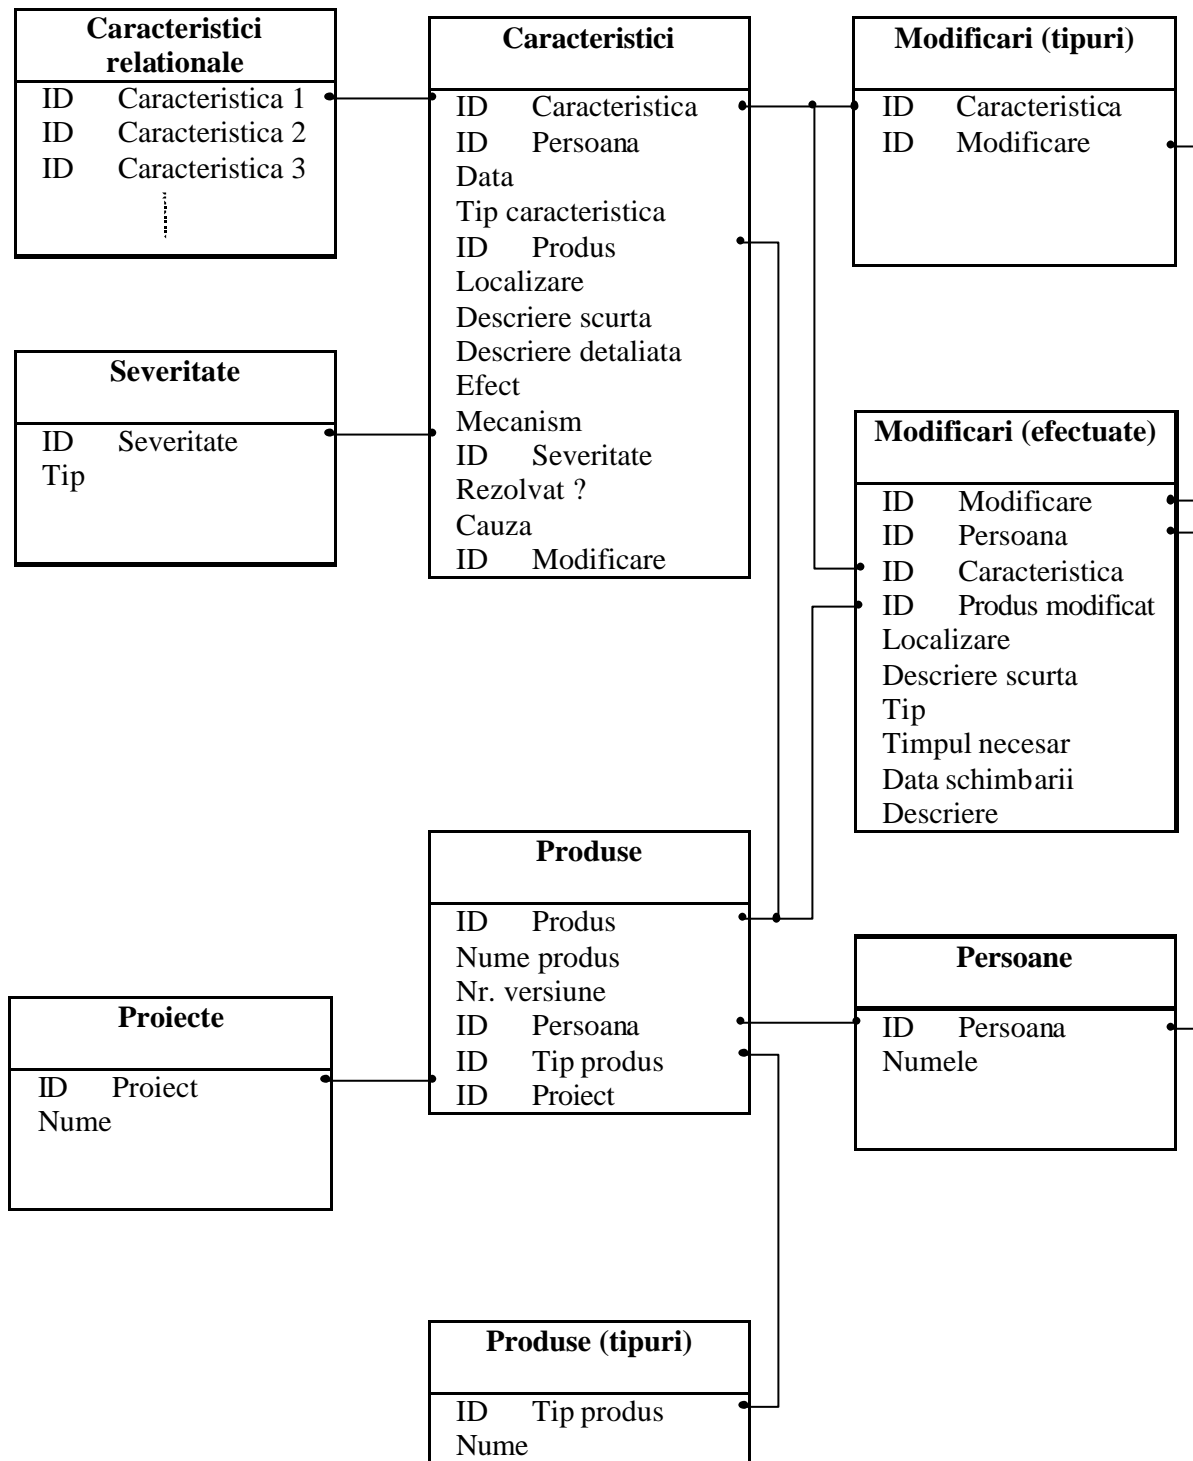 Caracteristici
relationale
ID Caracteristica 1
ID Caracteristica 2
ID Caracteristica 3
Caracteristici
ID Caracteristica
ID Persoana
Data
Tip caracteristica
ID Produs
Localizare
Descriere scurta
Descriere detaliata
Efect
Mecanism
ID Severitate
Rezolvat ?
Cauza
ID Modificare
Modificari (tipuri)
ID Caracteristica
ID Modificare
Severitate
ID Severitate
Tip
Modificari (efectuate)
ID Modificare
ID Persoana
ID Caracteristica
ID Produs modificat
Localizare
Descriere scurta
Tip
Timpul necesar
Data schimbarii
Descriere
Produse
ID Produs
Nume produs
Nr. versiune
ID Persoana
ID Tip produs
ID Proiect
Persoane
ID Persoana
Numele
Proiecte
ID Proiect
Nume
Produse (tipuri)
ID Tip produs
Nume